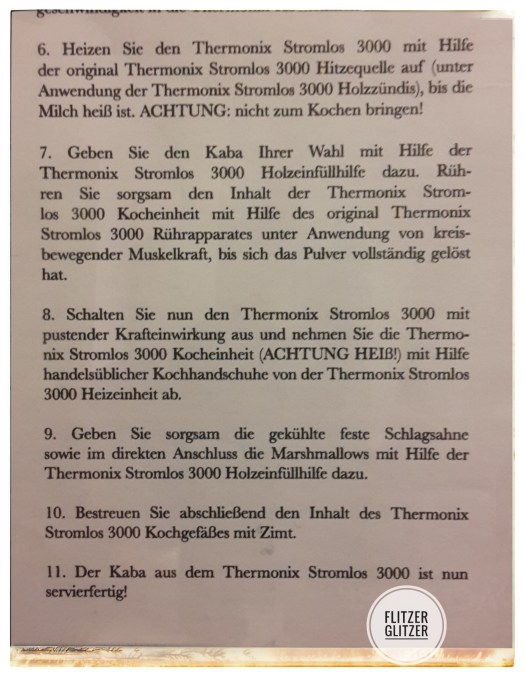 6. Heizen Sie den Thermonix Stromlos 3000 mit Hilfe
der original Thermonix Stromlos 3000 Hitzequelle auf (unter
Anwendung der Thermonix Stromlos 3000 Holzzündis), bis die
Milch heiß ist. ACHTUNG: nicht zum Kochen bringen!
7. Geben Sie den Kaba Ihrer Wahl mit Hilfe der
Thermonix Stromlos 3000 Holzeinfüllhilfe dazu. Rüh-
ren Sie sorgsam den Inhalt der Thermonix Strom-
los 3000 Kocheinheit mit Hilfe des original Thermonix
Stromlos 3000 Rührapparates unter Anwendung von kreis-
bewegender Muskelkraft, bis sich das Pulver vollständig gelöst
hat.
8. Schalten Sie nun den Thermonix Stromlos 3000 mit
pustender Krafteinwirkung aus und nehmen Sie die Thermo-
nix Stromlos 3000 Kocheinheit (ACHTUNG HEIß!) mit Hilfe
handelsüblicher Kochhandschuhe von der Thermonix Stromlos
3000 Heizeinheit ab.
9. Geben Sie sorgsam die gekühlte feste Schlagsahne
sowie im direkten Anschluss die Marshmallows mit Hilfe der
Thermonix Stromlos 3000 Holzeinfüllhilfe dazu.
10. Bestreuen Sie abschließend den Inhalt des Thermonix
Stromlos 3000 Kochgefäßes mit Zimt.
11. Der Kaba aus dem Thermonix Stromlos 3000 ist nun
servierfertig!
FLITZER
GLITZER